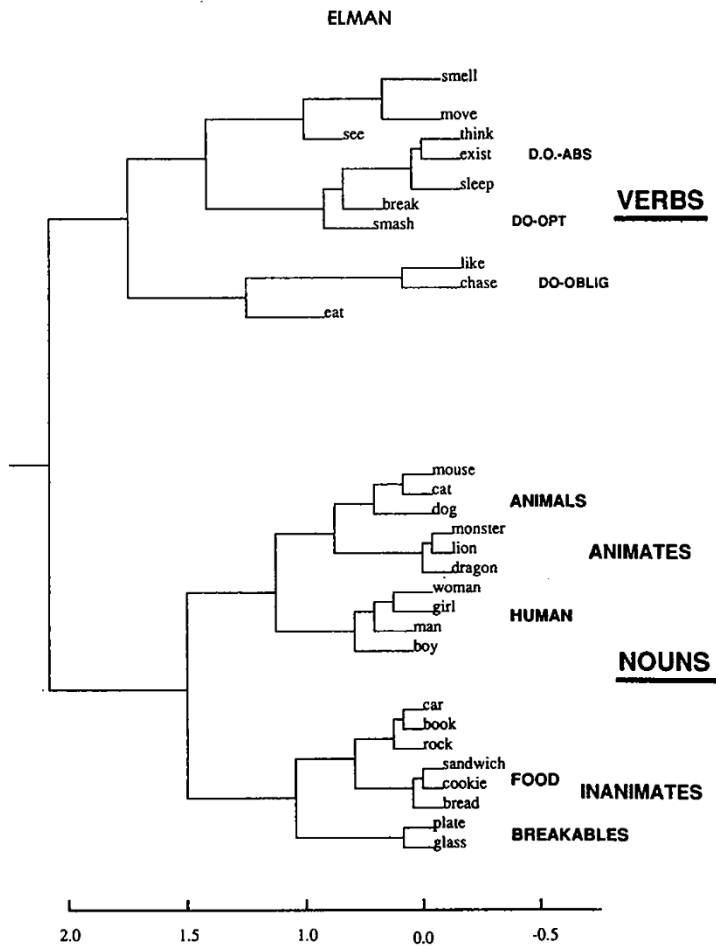 ELMAN
smell
move
see
think
exist D.O.-ABS
sleep
VERBS
break
smash DO-OPT
like
chase DO-OBLIG
eat
mouse
cat ANIMALS
dog
monster
lion ANIMATES
dragon
woman
girl HUMAN
man
boy
NOUNS
car
book
rock
sandwich
cookie FOOD INANIMATES
bread
plate
glass BREAKABLES
2.0 1.5 1.0 0.0 -0.5